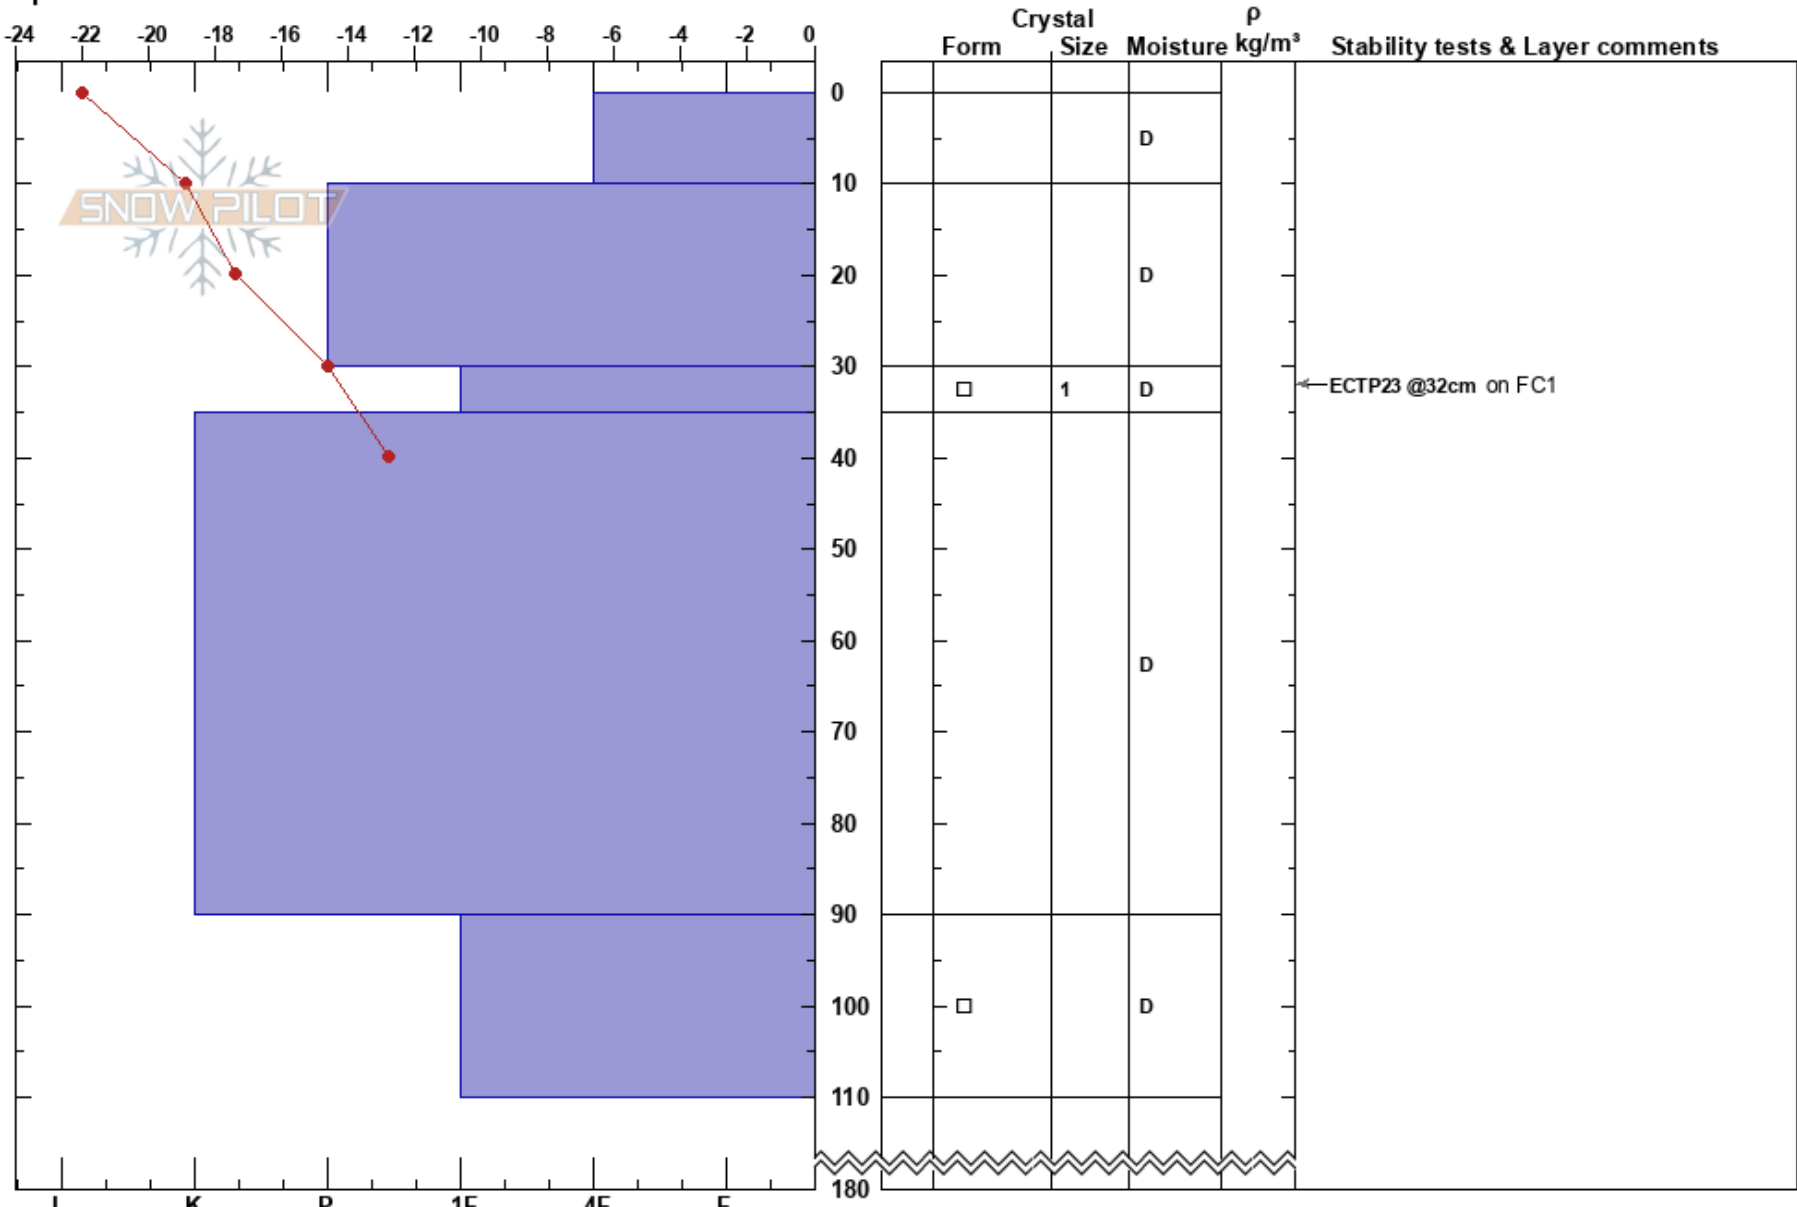 Crystal ρ
-24 -22 -20 -18 -16 -14 -12 -10 -8 -6 -4 -2 0 Form Size Moisture kg/m³ Stability tests & Layer comments
0
D
10
SNOW PILOT
20 D
30
1 D ECTP23 @32cm on FC1
40
50
60
D
70
80
90
100 D
110
180
K P 1F 4F F